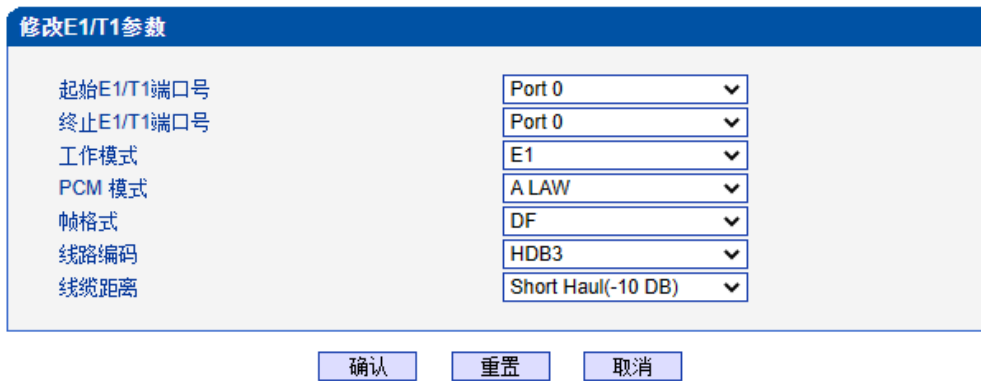 修改E1/T1参数
起始E1/T1端口号 Port 0
终止E1/T1端口号 Port 0
工作模式 E1
PCM 模式 A LAW
帧格式 DF
线路编码 HDB3
线缆距离 Short Haul(-10 DB)
确认 重置 取消